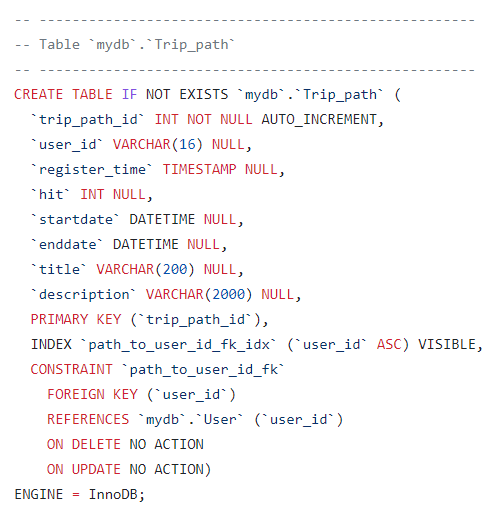 -- -----------------------------------------------------
-- Table `mydb`.`Trip_path`
-- -----------------------------------------------------
CREATE TABLE IF NOT EXISTS `mydb`.`Trip_path` (
  `trip_path_id` INT NOT NULL AUTO_INCREMENT,
  `user_id` VARCHAR(16) NULL,
  `register_time` TIMESTAMP NULL,
  `hit` INT NULL,
  `startdate` DATETIME NULL,
  `enddate` DATETIME NULL,
  `title` VARCHAR(200) NULL,
  `description` VARCHAR(2000) NULL,
  PRIMARY KEY (`trip_path_id`),
  INDEX `path_to_user_id_fk_idx` (`user_id` ASC) VISIBLE,
  CONSTRAINT `path_to_user_id_fk`
    FOREIGN KEY (`user_id`)
    REFERENCES `mydb`.`User` (`user_id`)
    ON DELETE NO ACTION
    ON UPDATE NO ACTION)
ENGINE = InnoDB;